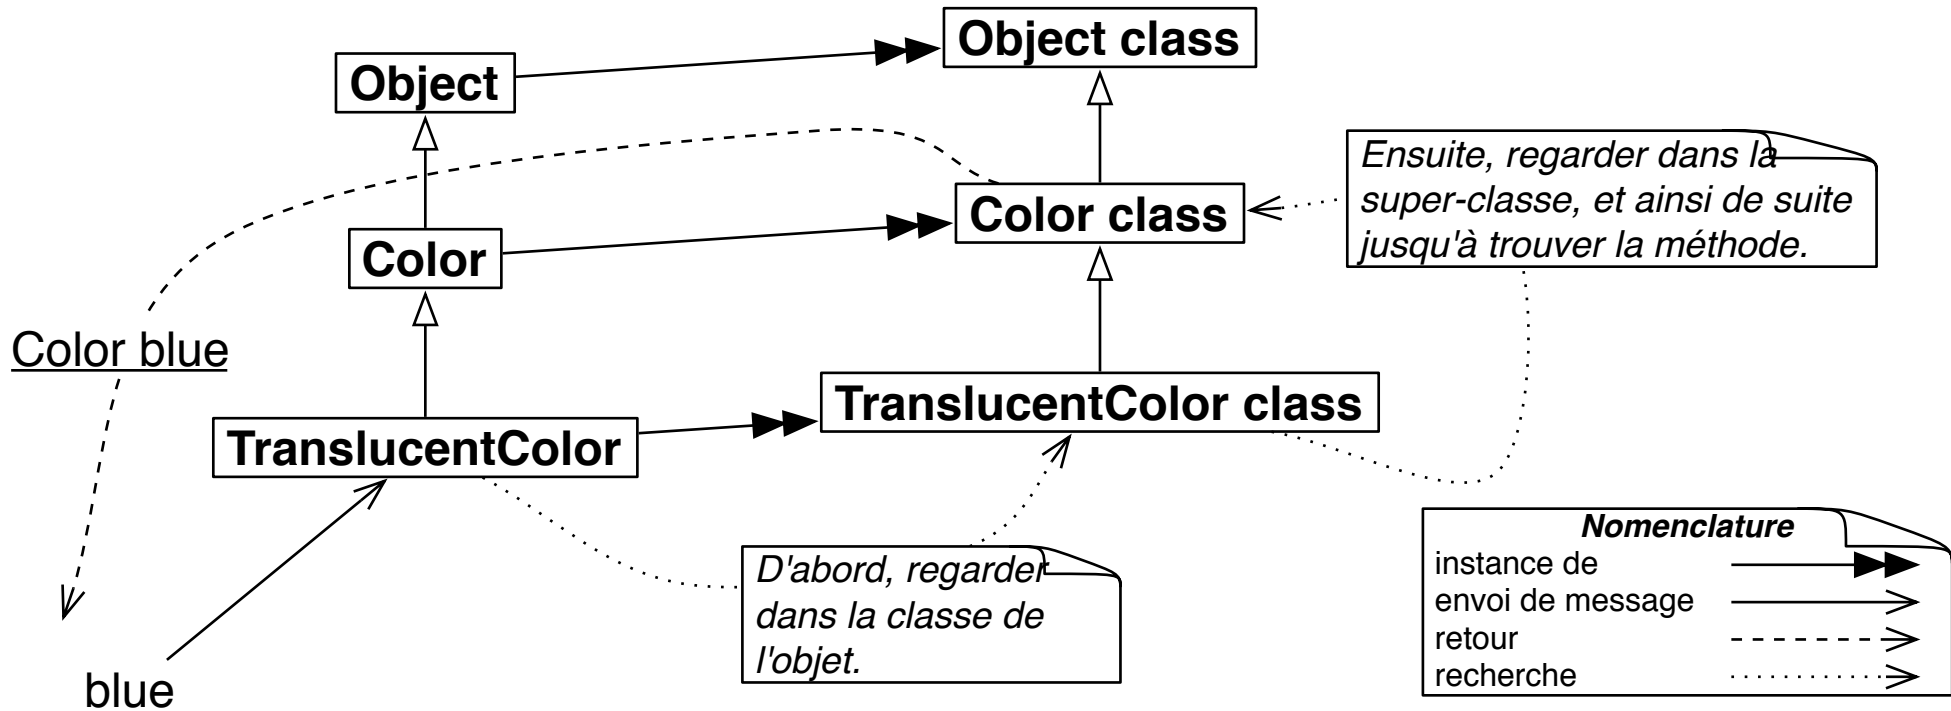 Object class
Object
Ensuite, regarder dans la
super-classe, et ainsi de suite
jusqu'à trouver la méthode.
Color class
Color
Color blue
TranslucentColor class
TranslucentColor
D'abord, regarder
dans la classe de
l'objet.
blue
Nomenclature
instance de
envoi de message
retour
recherche